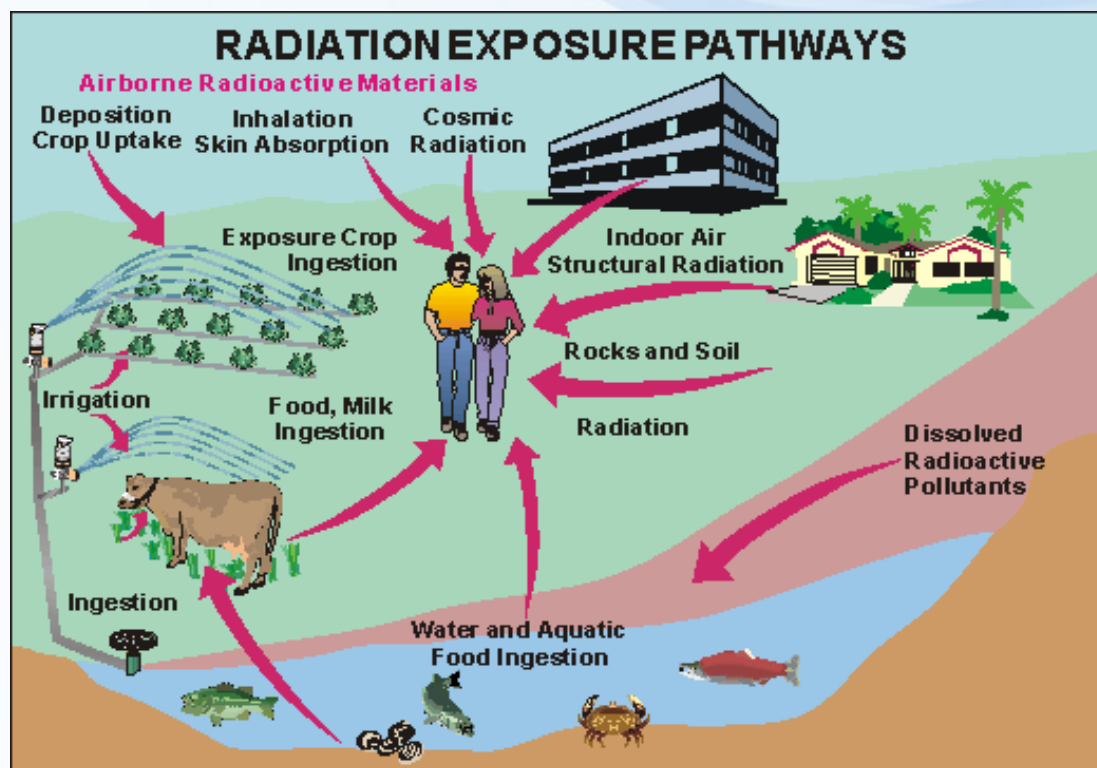 RADIATION EXPOSURE PATHWAYS
Airborne Radioactive Materials
Deposition
Crop Uptake
Inhalation
Skin Absorption
Cosmic
Radiation
Exposure Crop
Ingestion
Indoor Air
Structural Radiation
Rocks and Soil
Radiation
Irrigation
Food, Milk
Ingestion
Dissolved
Radioactive
Pollutants
Ingestion
Water and Aquatic
Food Ingestion